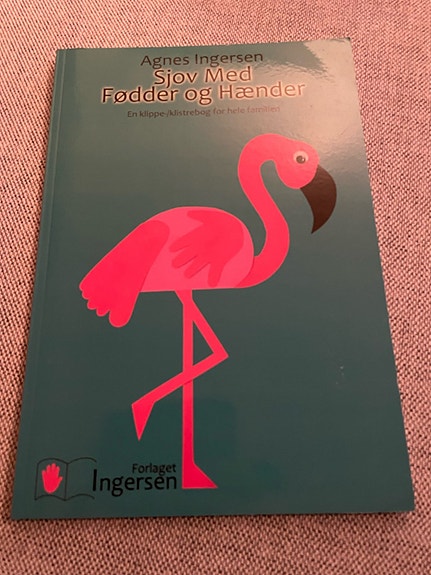 Agnes Ingersen
Sjov Med
Fødder og Hænder
En klippe-/klistrebog for hele familien
Forlaget
Ingersen